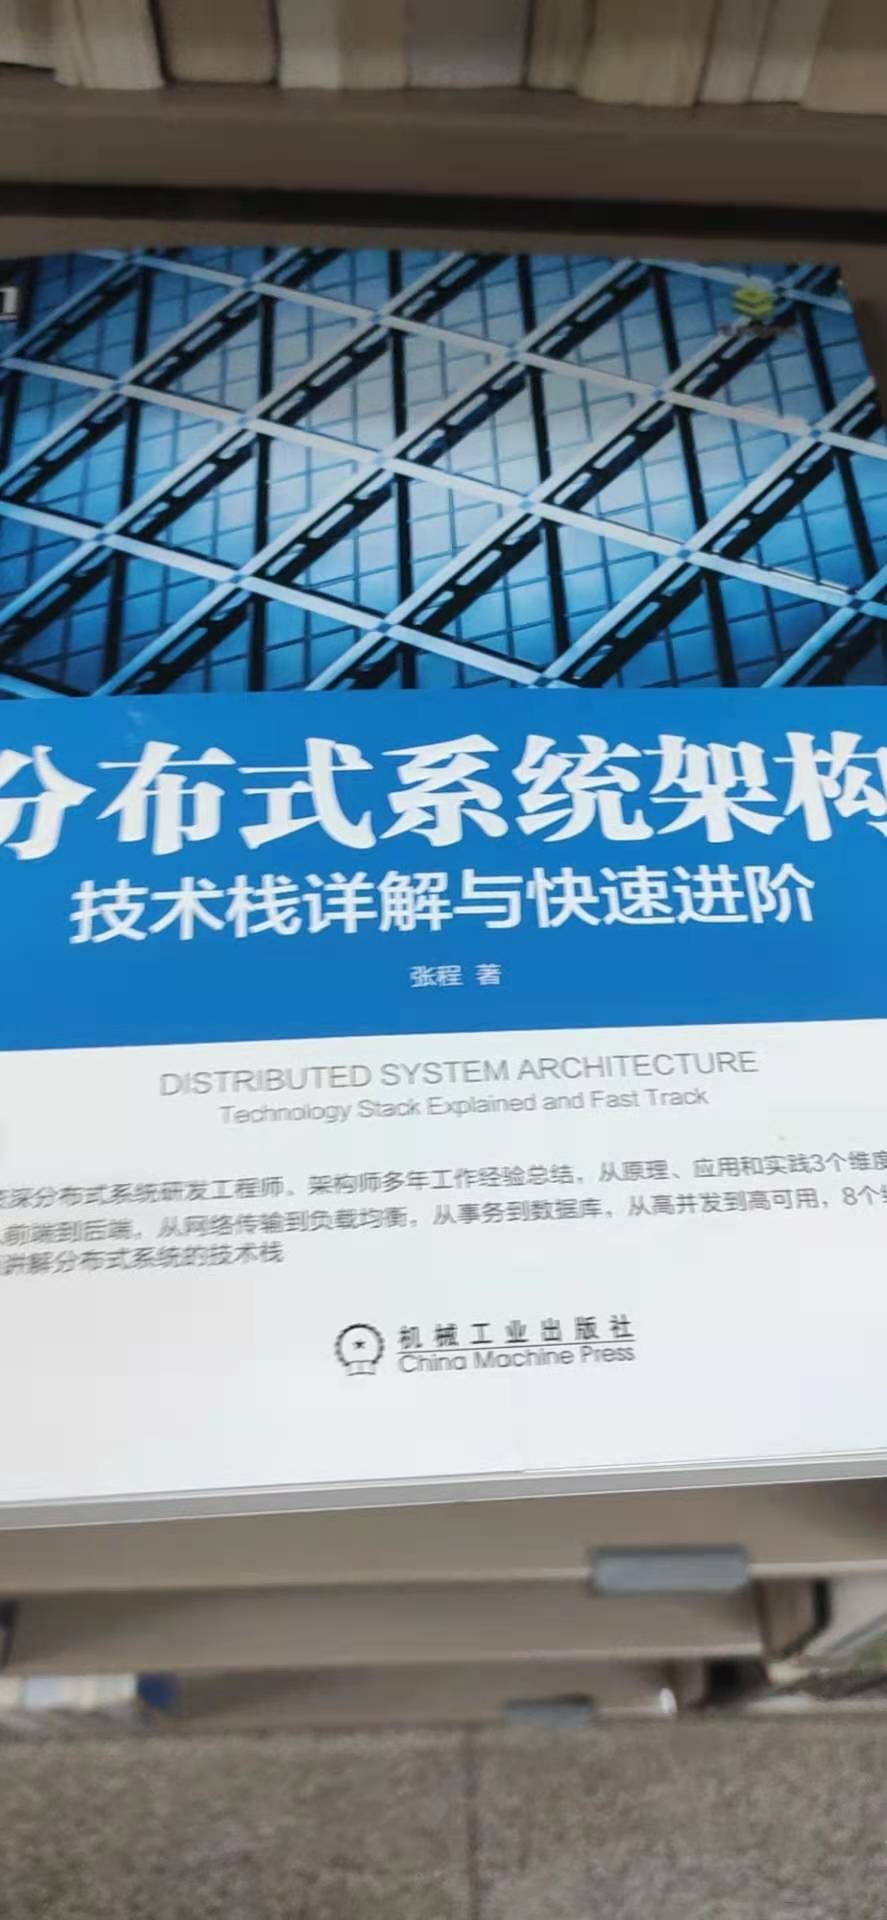 分布式系统架构
技术栈详解与快速进阶
张程 著
DISTRIBUTED SYSTEM ARCHITECTURE
Technology Stack Explained and Fast Track
资深分布式系统研发工程师、架构师多年工作经验总结，从原理、应用和实践3个维度
前端到后端，从网络传输到负载均衡，从事务到数据库，从高并发到高可用，8个
讲解分布式系统的技术栈
机械工业出版社
China Machine Press